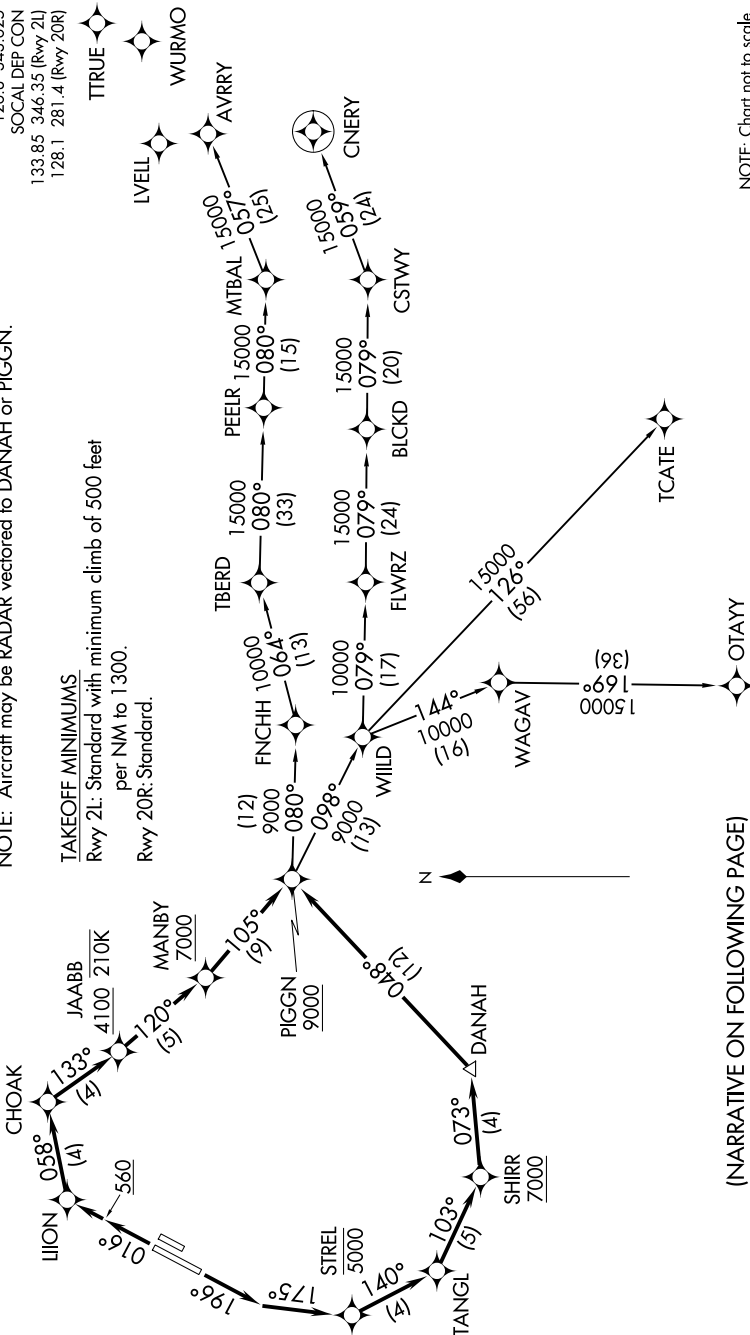 SOCAL DEP CON
133.85 346.35 (Rwy 2L)
128.1 281.4 (Rwy 20R)
NOTE: Aircraft may be RADAR vectored to DANAH or PIGGN.
TAKEOFF MINIMUMS
Rwy 2L: Standard with minimum climb of 500 feet
per NM to 1300.
Rwy 20R: Standard.
TTRUE
WURMO
LVELL
AVRRY
CNERY
15000
057°
(25)
MTBAL
15000
080°
(15)
PEELR
15000
080°
(33)
TBERD
10000
064°
(13)
FNCHH
(12)
9000
080°
15000
059°
(24)
CSTWY
15000
079°
(20)
BLCKD
15000
079°
(24)
FLWRZ
10000
079°
(17)
WIILD
098°
9000
(13)
15000
126°
(56)
TCATE
144°
10000
(16)
WAGAV
169°
15000
(36)
OTAYY
N
CHOAK
058°
(4)
LIION
016°
560
133°
(4)
JAABB
4100 210K
120°
(5)
MANBY
7000
105°
(9)
PIGGN
9000
196°
175°
STREL
5000
140°
(4)
TANGL
103°
(5)
SHIRR
7000
073°
(4)
DANAH
048°
(12)
(NARRATIVE ON FOLLOWING PAGE)
NOTE: Chart not to scale